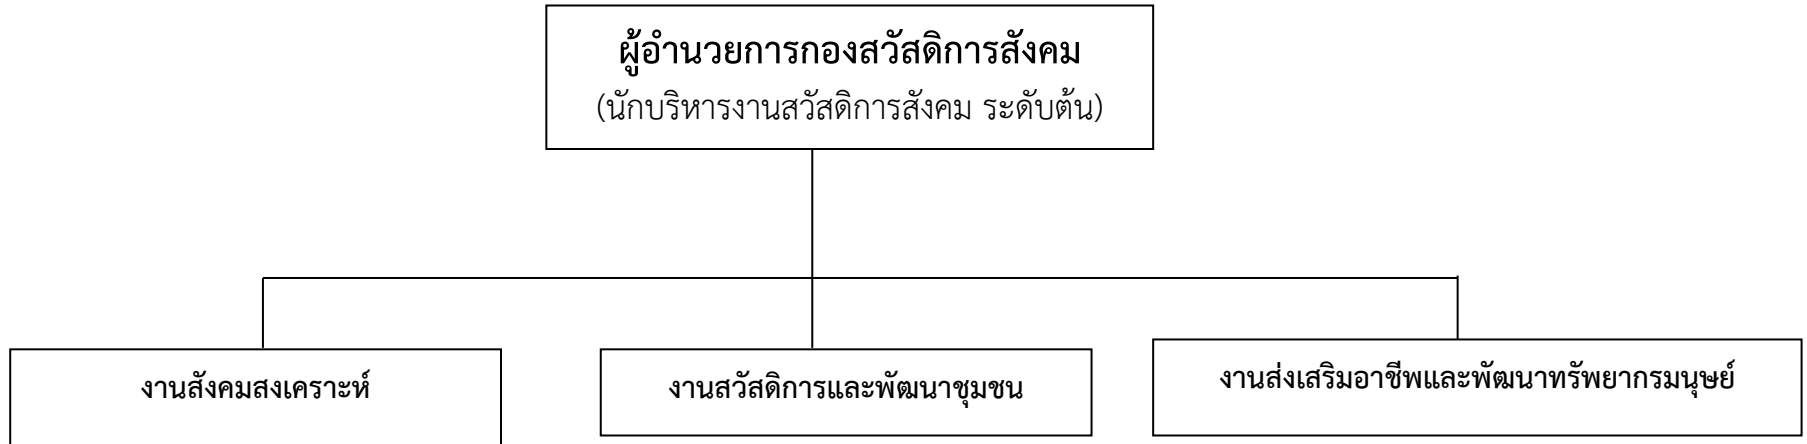 ผู้อำนวยการกองสวัสดิการสังคม
(นักบริหารงานสวัสดิการสังคม ระดับต้น)
งานสังคมสงเคราะห์
งานสวัสดิการและพัฒนาชุมชน
งานส่งเสริมอาชีพและพัฒนาทรัพยากรมนุษย์